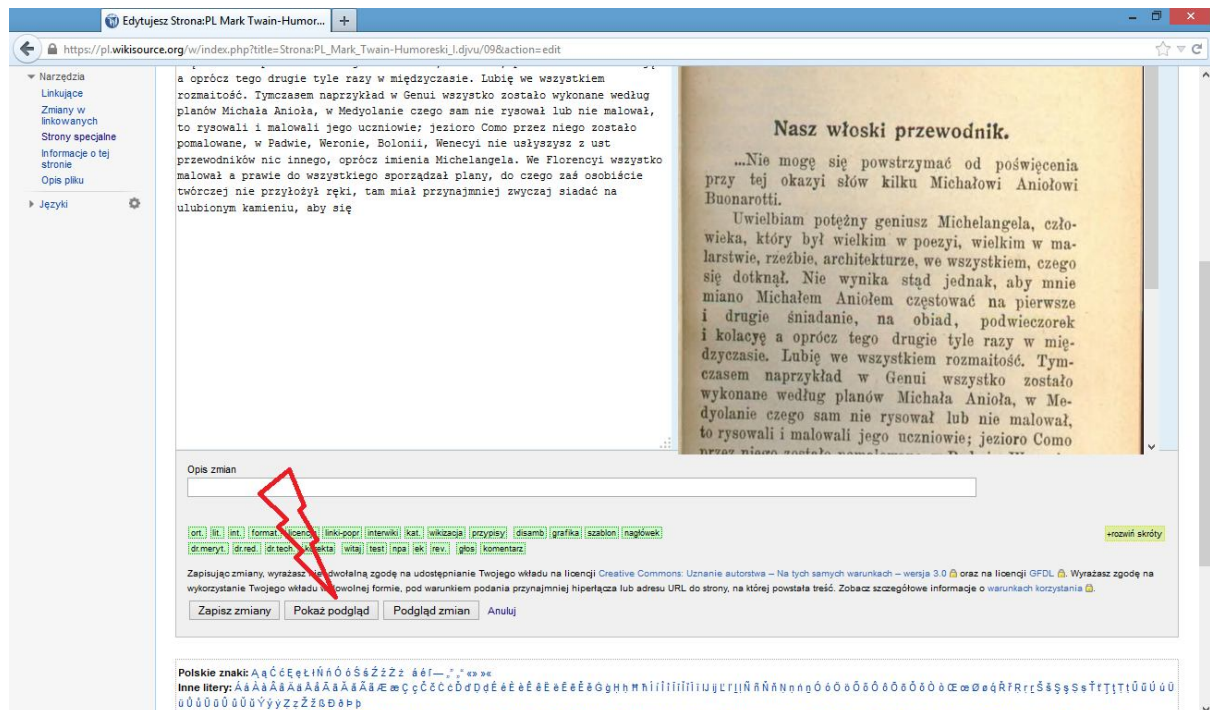 Edytujesz Strona:PL Mark Twain-Humor...
https://pl.wikisource.org/w/index.php?title=Strona:PL_Mark_Twain-Humoreski_I.djvu/09&action=edit
Narzędzia
Linkujące
Zmiany w
linkowanych
Strony specjalne
Informacje o tej
stronie
Opis pliku
Języki
a oprócz tego drugie tyle razy w międzyczasie. Lubię we wszystkiem
rozmaitość. Tymczasem naprzykład w Genui wszystko zostało wykonane według
planów Michała Anioła, w Medyolanie czego sam nie rysował lub nie malował,
to rysowali i malowali jego uczniowie; jezioro Como przez niego zostało
pomalowane, w Padwie, Weronie, Bolonii, Wenecyi nie usłyszysz z ust
przewodników nic innego, oprócz imienia Michelangela. We Florencyi wszystko
malował a prawie do wszystkiego sporządzał plany, do czego zaś osobiście
twórczej nie przyłożył ręki, tam miał przynajmniej zwyczaj siadać na
ulubionym kamieniu, aby się
Nasz włoski przewodnik.
...Nie mogę się powstrzymać od poświęcenia
przy tej okazyi słów kilku Michałowi Aniołowi
Buonarotti.
Uwielbiam potężny geniusz Michelangela, czło-
wieka, który był wielkim w poezyi, wielkim w ma-
larstwie, rzeźbie, architekturze, we wszystkiem, czego
się dotknął. Nie wynika stąd jednak, aby mnie
miano Michałem Aniołem częstować na pierwsze
i drugie śniadanie, na obiad, podwieczorek
i kolacyę a oprócz tego drugie tyle razy w mię-
dzyczasie. Lubię we wszystkiem rozmaitość. Tym-
czasem naprzykład w Genui wszystko zostało
wykonane według planów Michała Anioła, w Me-
dyolanie czego sam nie rysował lub nie malował,
to rysowali i malowali jego uczniowie; jezioro Como
Opis zmian
ort. lit. int. format. licencja linki-popr interwiki kat. wikizacja przypisy disamb grafika szablon nagłówek
+rozwiń skróty
dr.meryt. dr.red. dr.tech. korekta witaj test npa ek rev. głos komentarz
Zapisując zmiany, wyrażasz nieodwołalną zgodę na udostępnianie Twojego wkładu na licencji Creative Commons: Uznanie autorstwa – Na tych samych warunkach – wersja 3.0 oraz na licencji GFDL. Wyrażasz zgodę na
wykorzystanie Twojego wkładu w dowolnej formie, pod warunkiem podania przynajmniej hiperłącza lub adresu URL do strony, na której powstała treść. Zobacz szczegółowe informacje o warunkach korzystania.
Zapisz zmiany Pokaż podgląd Podgląd zmian Anuluj
Polskie znaki: Ą ą Ć ć Ę ę Ł ł Ń ń Ó ó Ś ś Ź ź Ż ż
Inne litery: